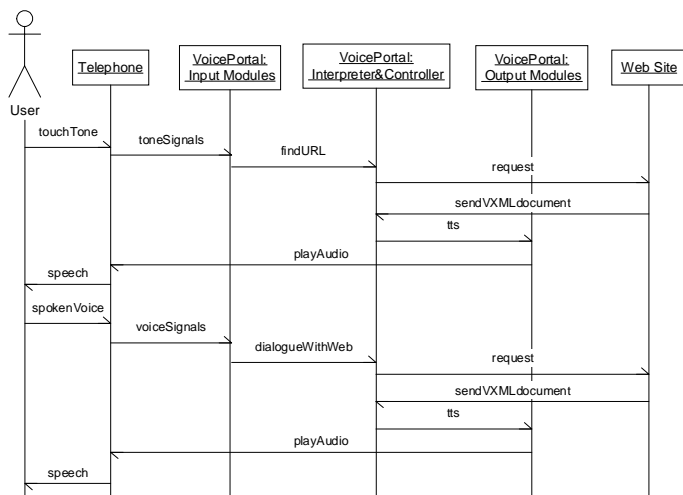 VoicePortal:
Input Modules
VoicePortal:
Interpreter&Controller
VoicePortal:
Output Modules
Telephone
Web Site
User
touchTone
toneSignals
findURL
request
sendVXMLdocument
tts
playAudio
speech
spokenVoice
voiceSignals
dialogueWithWeb
request
sendVXMLdocument
tts
playAudio
speech